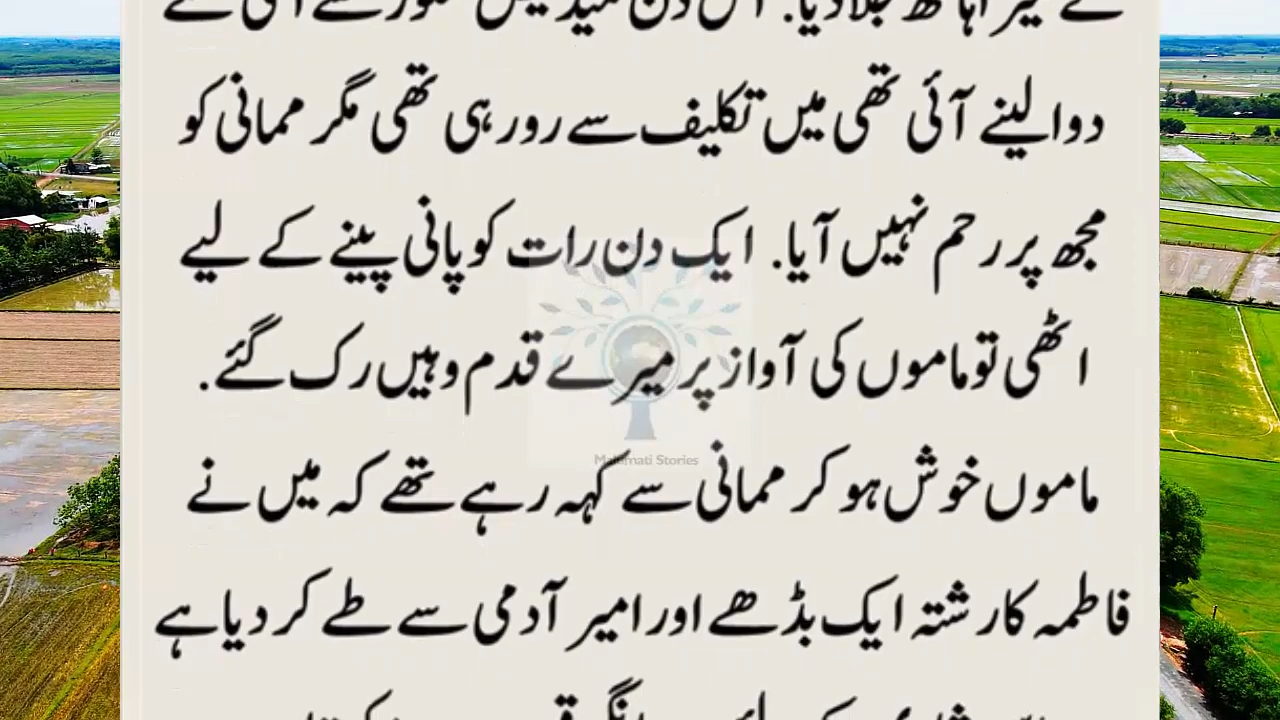 دوا لینے آئی تھی میں تکلیف سے رو رہی تھی مگر ممانی کو
مجھ پر رحم نہیں آیا. ایک دن رات کو پانی پینے کے لیے
اٹھی تو ماموں کی آواز پر میرے قدم وہیں رک گئے.
ماموں خوش ہو کر ممانی سے کہہ رہے تھے کہ میں نے
فاطمہ کا رشتہ ایک بڈھے اور امیر آدمی سے طے کر دیا ہے